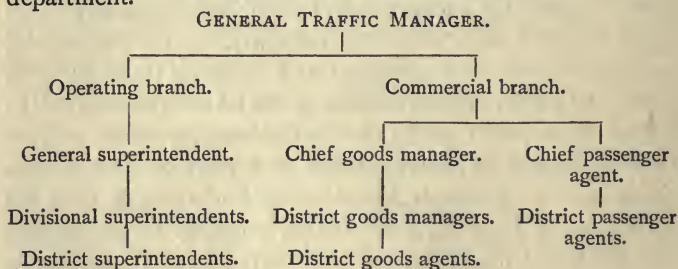 department.
GENERAL TRAFFIC MANAGER.
Operating branch. Commercial branch.
General superintendent. Chief goods manager. Chief passenger
agent.
Divisional superintendents. District goods managers. District passenger
agents.
District superintendents. District goods agents.